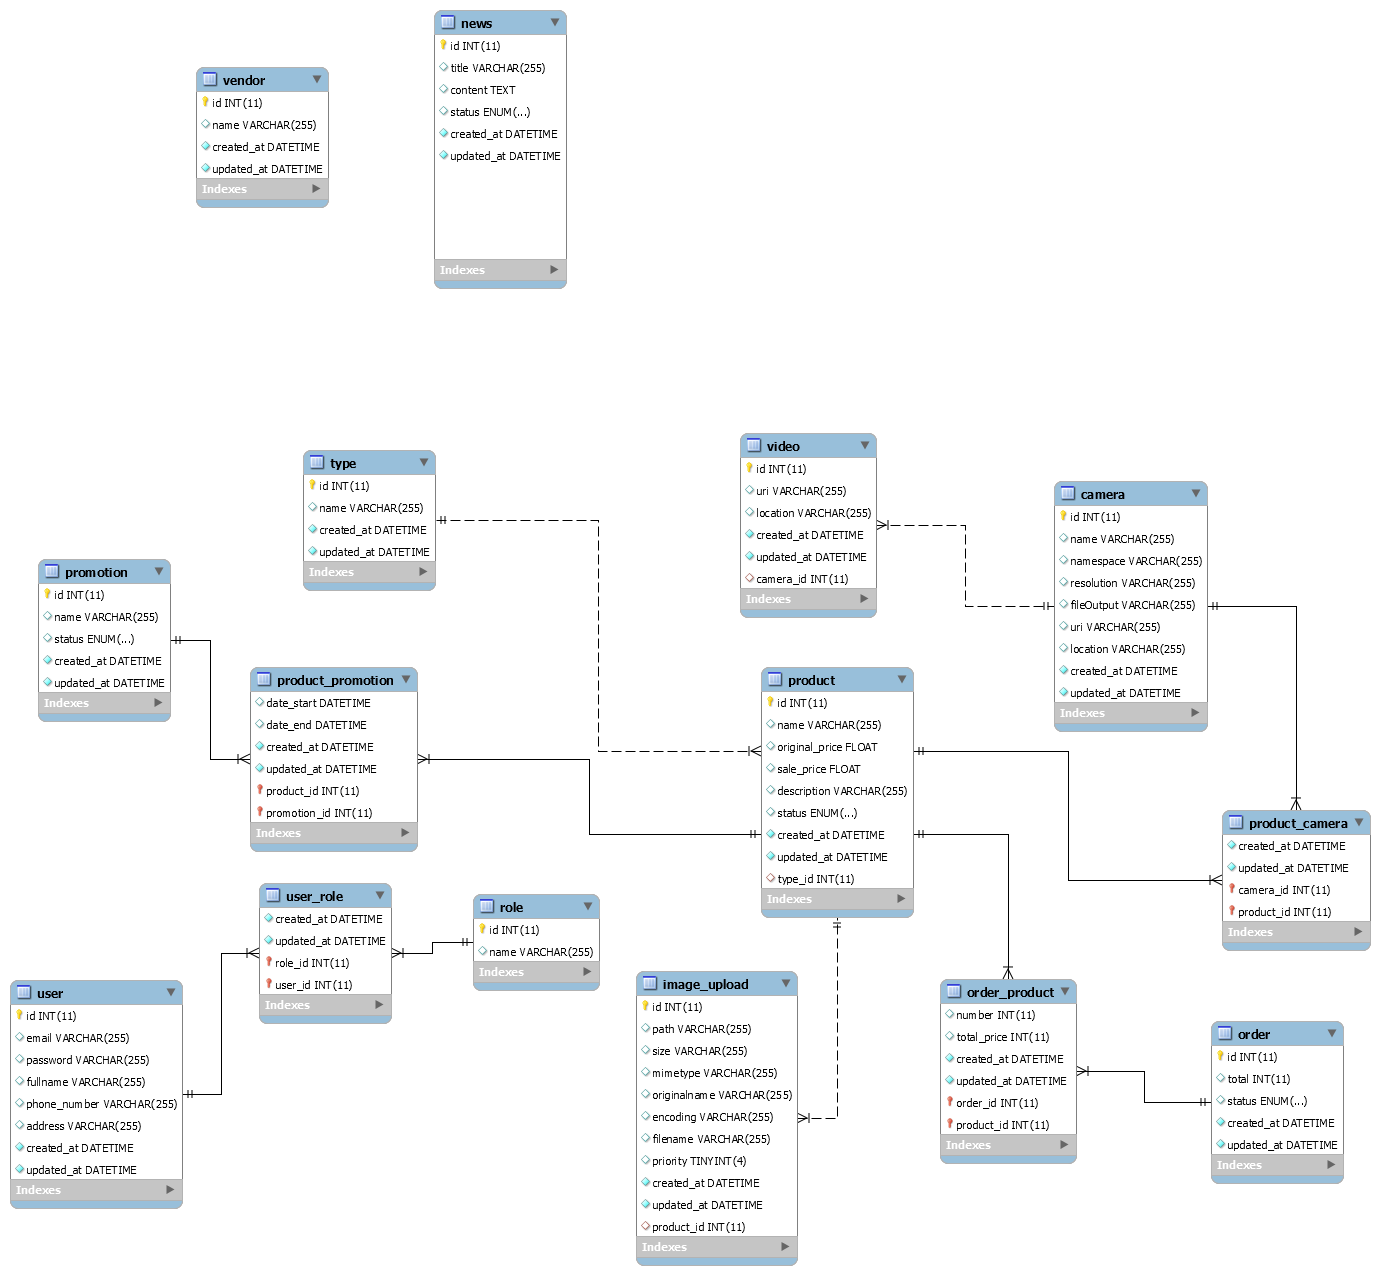 news
id INT(11)
title VARCHAR(255)
content TEXT
status ENUM(...)
created_at DATETIME
updated_at DATETIME
Indexes
vendor
id INT(11)
name VARCHAR(255)
created_at DATETIME
updated_at DATETIME
Indexes
type
id INT(11)
name VARCHAR(255)
created_at DATETIME
updated_at DATETIME
Indexes
video
id INT(11)
uri VARCHAR(255)
location VARCHAR(255)
created_at DATETIME
updated_at DATETIME
camera_id INT(11)
Indexes
camera
id INT(11)
name VARCHAR(255)
namespace VARCHAR(255)
resolution VARCHAR(255)
fileOutput VARCHAR(255)
uri VARCHAR(255)
location VARCHAR(255)
created_at DATETIME
updated_at DATETIME
Indexes
promotion
id INT(11)
name VARCHAR(255)
status ENUM(...)
created_at DATETIME
updated_at DATETIME
Indexes
product_promotion
date_start DATETIME
date_end DATETIME
created_at DATETIME
updated_at DATETIME
product_id INT(11)
promotion_id INT(11)
Indexes
product
id INT(11)
name VARCHAR(255)
original_price FLOAT
sale_price FLOAT
description VARCHAR(255)
status ENUM(...)
created_at DATETIME
updated_at DATETIME
type_id INT(11)
Indexes
product_camera
created_at DATETIME
updated_at DATETIME
camera_id INT(11)
product_id INT(11)
Indexes
user_role
created_at DATETIME
updated_at DATETIME
role_id INT(11)
user_id INT(11)
Indexes
role
id INT(11)
name VARCHAR(255)
Indexes
user
id INT(11)
email VARCHAR(255)
password VARCHAR(255)
fullname VARCHAR(255)
phone_number VARCHAR(255)
address VARCHAR(255)
created_at DATETIME
updated_at DATETIME
Indexes
image_upload
id INT(11)
path VARCHAR(255)
size VARCHAR(255)
mimetype VARCHAR(255)
originalname VARCHAR(255)
encoding VARCHAR(255)
filename VARCHAR(255)
priority TINYINT(4)
created_at DATETIME
updated_at DATETIME
product_id INT(11)
Indexes
order_product
number INT(11)
total_price INT(11)
created_at DATETIME
updated_at DATETIME
order_id INT(11)
product_id INT(11)
Indexes
order
id INT(11)
total INT(11)
status ENUM(...)
created_at DATETIME
updated_at DATETIME
Indexes